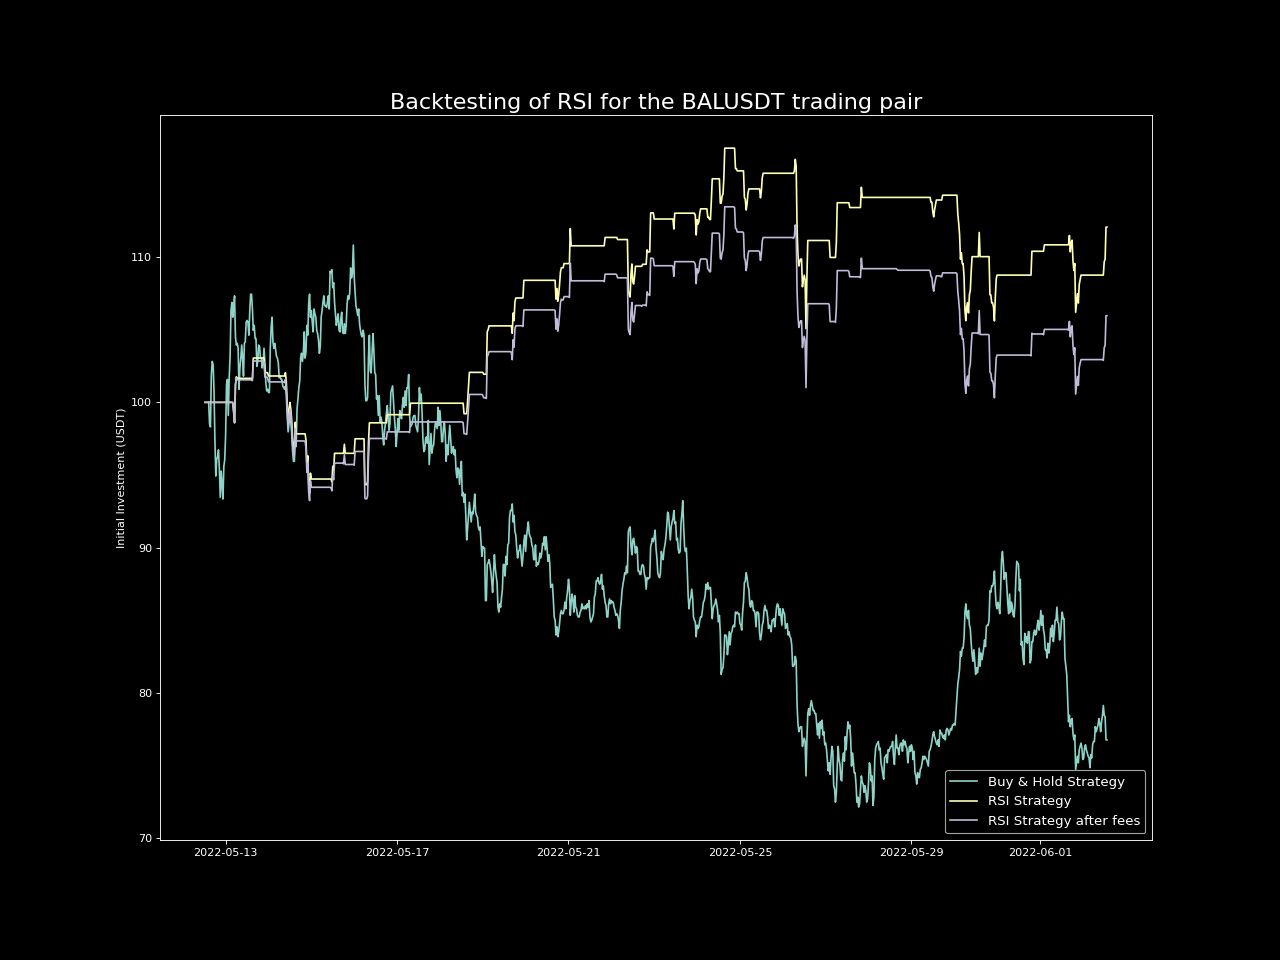 Backtesting of RSI for the BALUSDT trading pair
Initial Investment (USDT)
110
100
90
80
70
2022-05-13
2022-05-17
2022-05-21
2022-05-25
2022-05-29
2022-06-01
Buy & Hold Strategy
RSI Strategy
RSI Strategy after fees